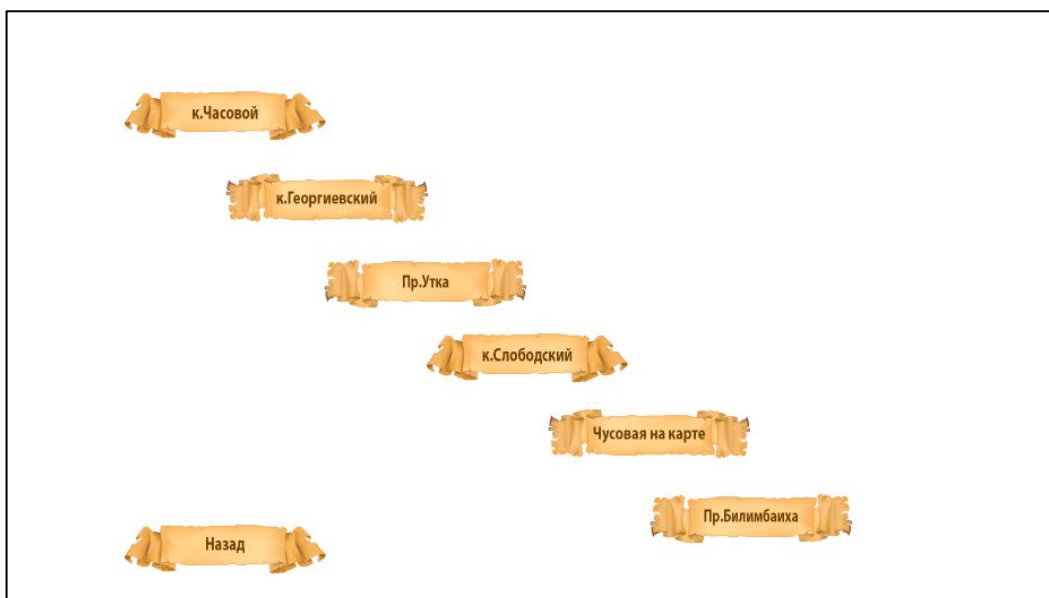 к.Часовой
к.Георгиевский
Пр.Утка
к.Слободский
Чусовая на карте
Пр.Билимбаиха
Назад